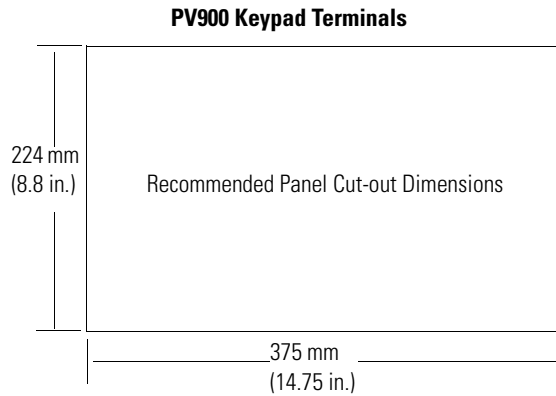 PV900 Keypad Terminals
224 mm
(8.8 in.)
Recommended Panel Cut-out Dimensions
375 mm
(14.75 in.)